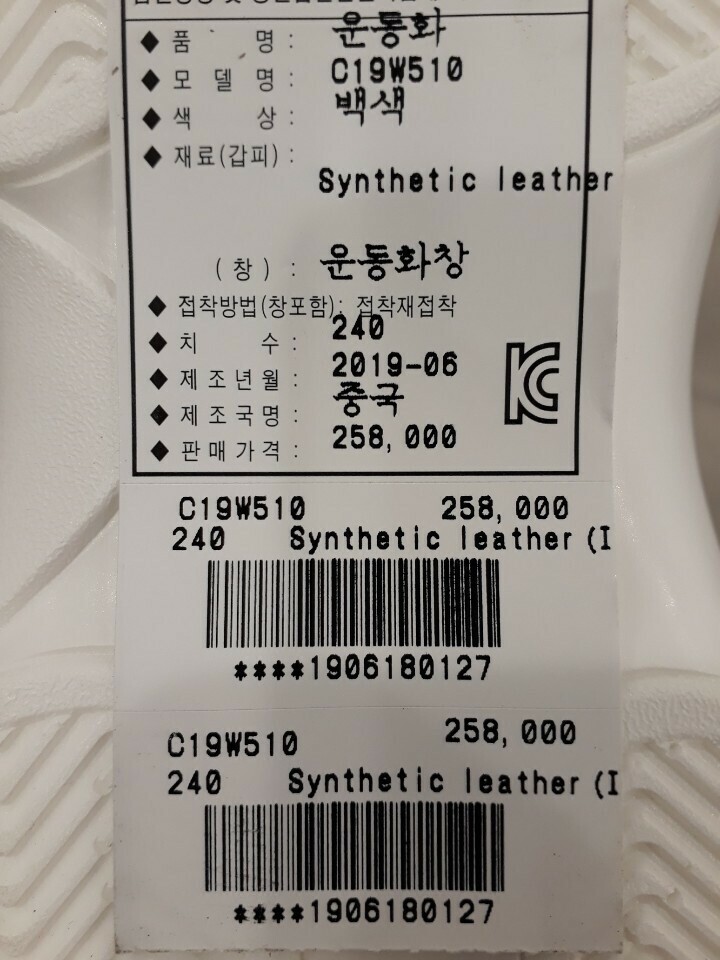 ◆ 품 명 : 운동화
◆ 모 델 명 : C19W510
◆ 색 상 : 백색
◆ 재료(갑피) :
Synthetic leather
( 창 ) : 운동화창
◆ 접착방법(창포함): 접착재접착
◆ 치 수 : 240
◆ 제 조 년 월 : 2019-06
◆ 제 조 국 명 : 중국
◆ 판 매 가 격 : 258,000
C19W510 258,000
240 Synthetic leather (I
****1906180127
C19W510 258,000
240 Synthetic leather (I
****1906180127